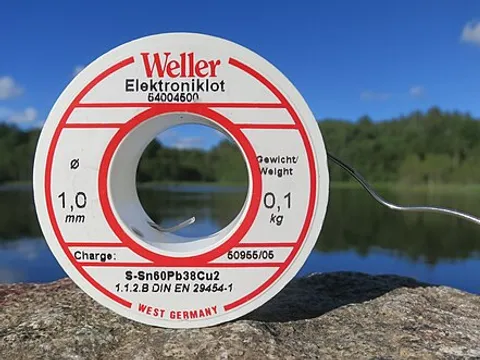 Weller
Elektroniklot
54004500
Ø
1,0
mm
Gewicht/
Weight
0,1
kg
Charge:
50955/05
S-Sn60Pb38Cu2
1.1.2.B DIN EN 29454-1
WEST GERMANY